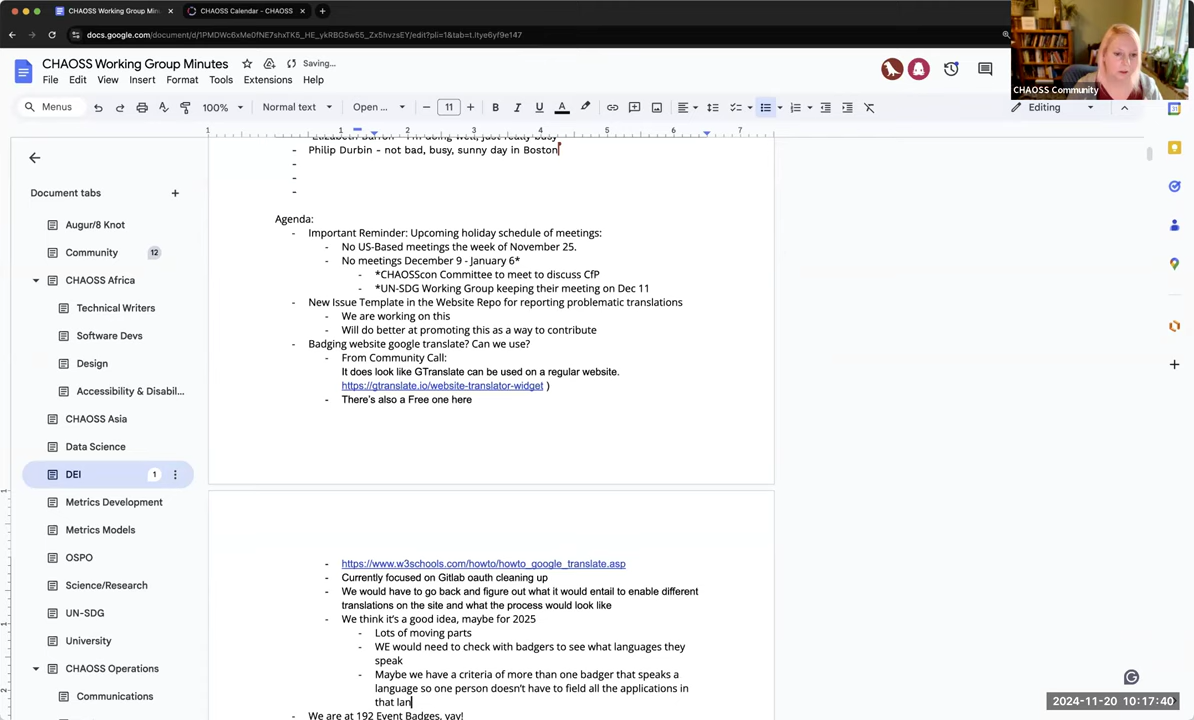 CHAOSS Working Group Minu
CHAOSS Calendar - CHAOSS
docs.google.com/document/d/1PMDWc6xMe0fNE7shxTK5_HE_ykRBG5w55_Zx5hvzsEY/edit?pli=1&tab=t.ltye6yf9e147
CHAOSS Working Group Minutes
Saving...
File Edit View Insert Format Tools Extensions Help
CHAOSS Community
Menus 100% Normal text Open ... 11 Editing
1 1 2 3 4 5 6 7
Document tabs
Augur/8 Knot
Community 12
CHAOSS Africa
Technical Writers
Software Devs
Design
Accessibility & Disabil...
CHAOSS Asia
Data Science
DEI 1
Metrics Development
Metrics Models
OSPO
Science/Research
UN-SDG
University
CHAOSS Operations
Communications
- Philip Durbin - not bad, busy, sunny day in Boston
-
-
-
Agenda:
- Important Reminder: Upcoming holiday schedule of meetings:
- No US-Based meetings the week of November 25.
- No meetings December 9 - January 6*
- *CHAOSScon Committee to meet to discuss CfP
- *UN-SDG Working Group keeping their meeting on Dec 11
- New Issue Template in the Website Repo for reporting problematic translations
- We are working on this
- Will do better at promoting this as a way to contribute
- Badging website google translate? Can we use?
- From Community Call:
It does look like GTranslate can be used on a regular website.
https://gtranslate.io/website-translator-widget )
- There's also a Free one here
- https://www.w3schools.com/howto/howto_google_translate.asp
- Currently focused on Gitlab oauth cleaning up
- We would have to go back and figure out what it would entail to enable different
translations on the site and what the process would look like
- We think it's a good idea, maybe for 2025
- Lots of moving parts
- WE would need to check with badgers to see what languages they
speak
- Maybe we have a criteria of more than one badger that speaks a
language so one person doesn't have to field all the applications in
that lan
- We are at 192 Event Badges, yay!
2024-11-20 10:17:40